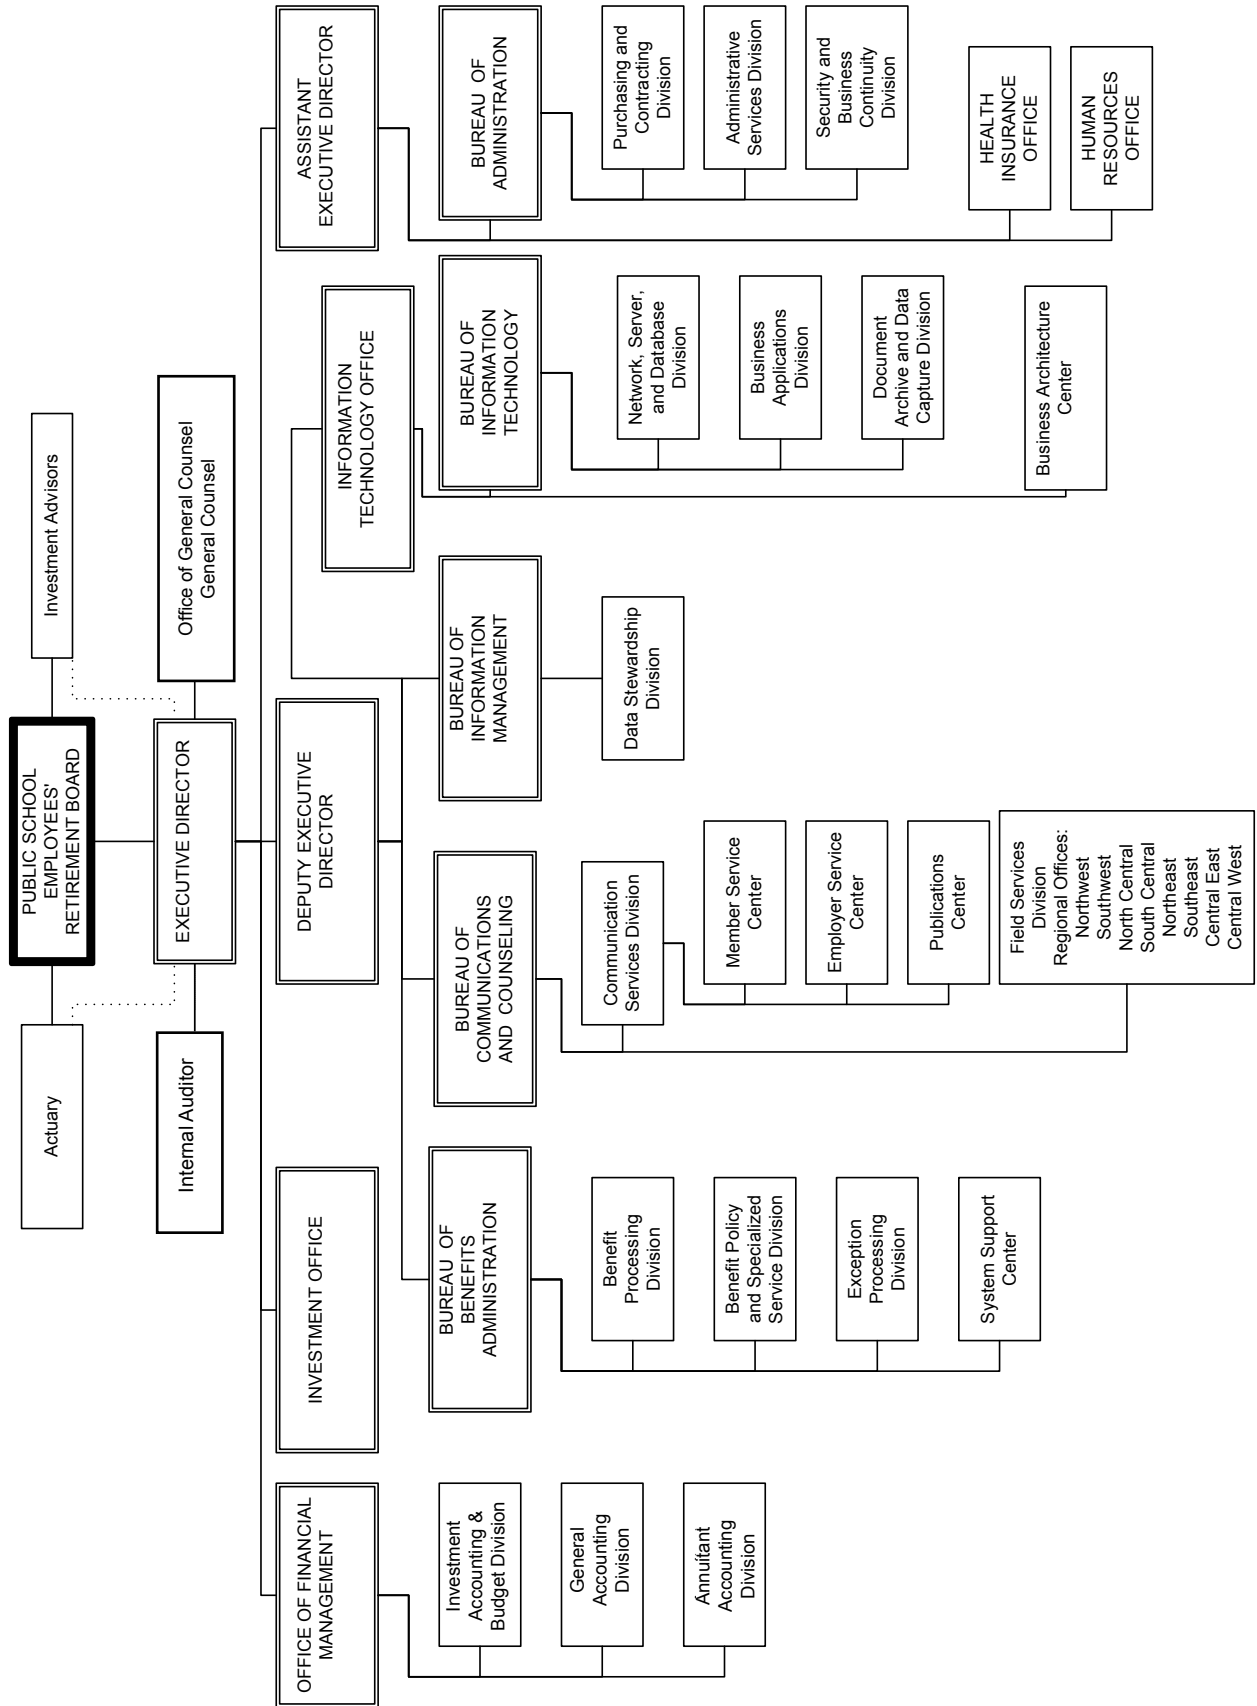 PUBLIC SCHOOL
EMPLOYEES'
RETIREMENT BOARD
Actuary
Investment Advisors
EXECUTIVE DIRECTOR
Internal Auditor
Office of General Counsel
General Counsel
OFFICE OF FINANCIAL
MANAGEMENT
INVESTMENT OFFICE
DEPUTY EXECUTIVE
DIRECTOR
ASSISTANT
EXECUTIVE DIRECTOR
INFORMATION
TECHNOLOGY OFFICE
Investment
Accounting &
Budget Division
General
Accounting
Division
Ánnuítant
Accounting
Division
BUREAU OF
BENEFITS
ADMINISTRATION
Benefit
Processing
Division
Benefit Policy
and Specialized
Service Division
Exception
Processing
Division
System Support
Center
BUREAU OF
COMMUNICATIONS
AND COUNSELING
Communication
Services Division
Member Service
Center
Employer Service
Center
Publications
Center
Field Services
Division
Regional Offices:
Northwest
Southwest
North Central
South Central
Northeast
Southeast
Central East
Central West
BUREAU OF
INFORMATION
MANAGEMENT
Data Stewardship
Division
BUREAU OF
INFORMATION
TECHNOLOGY
Network, Server,
and Database
Division
Business
Applications
Division
Document
Archive and Data
Capture Division
Business Architecture
Center
BUREAU OF
ADMINISTRATION
Purchasing and
Contracting
Division
Administrative
Services Division
Security and
Business
Continuity
Division
HEALTH
INSURANCE
OFFICE
HUMAN
RESOURCES
OFFICE